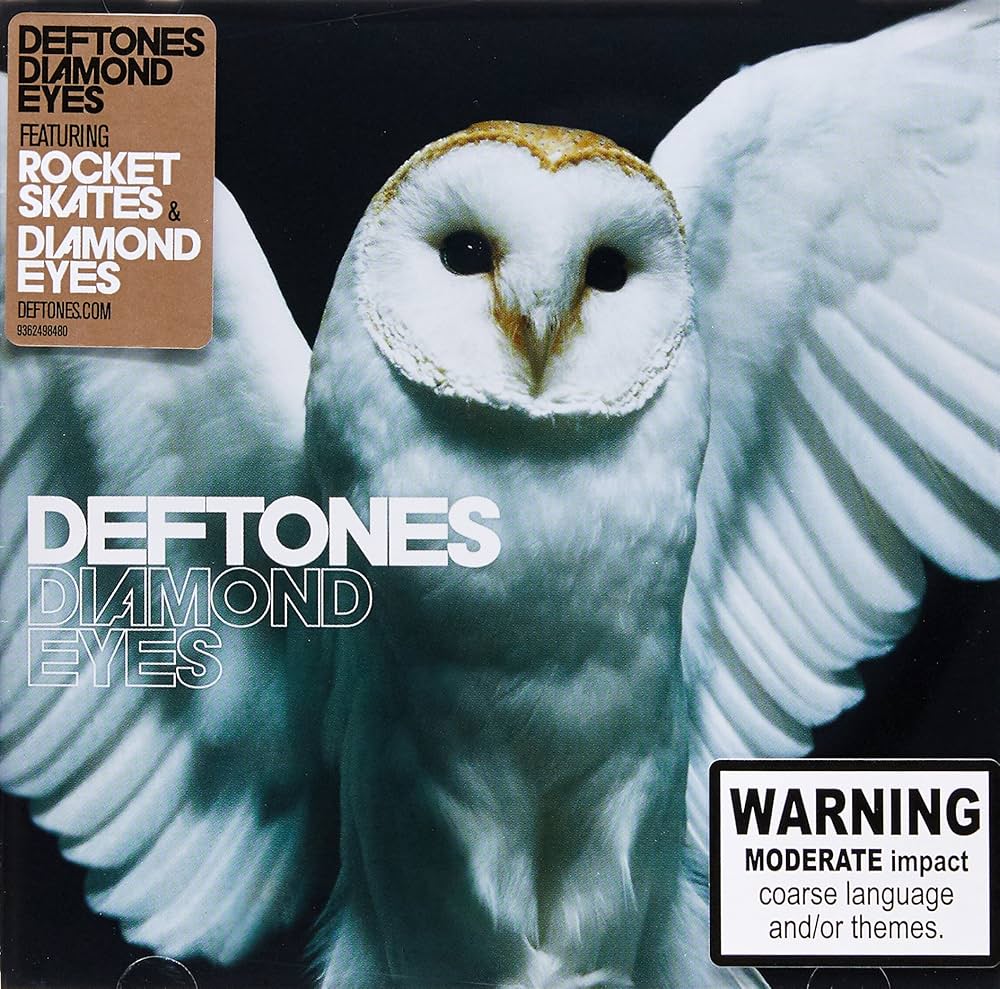 DEFTONES
DIAMOND
EYES
FEATURING
ROCKET
SKATES &
DIAMOND
EYES
DEFTONES.COM
9362498480
DEFTONES
DIAMOND
EYES
WARNING
MODERATE impact
coarse language
and/or themes.